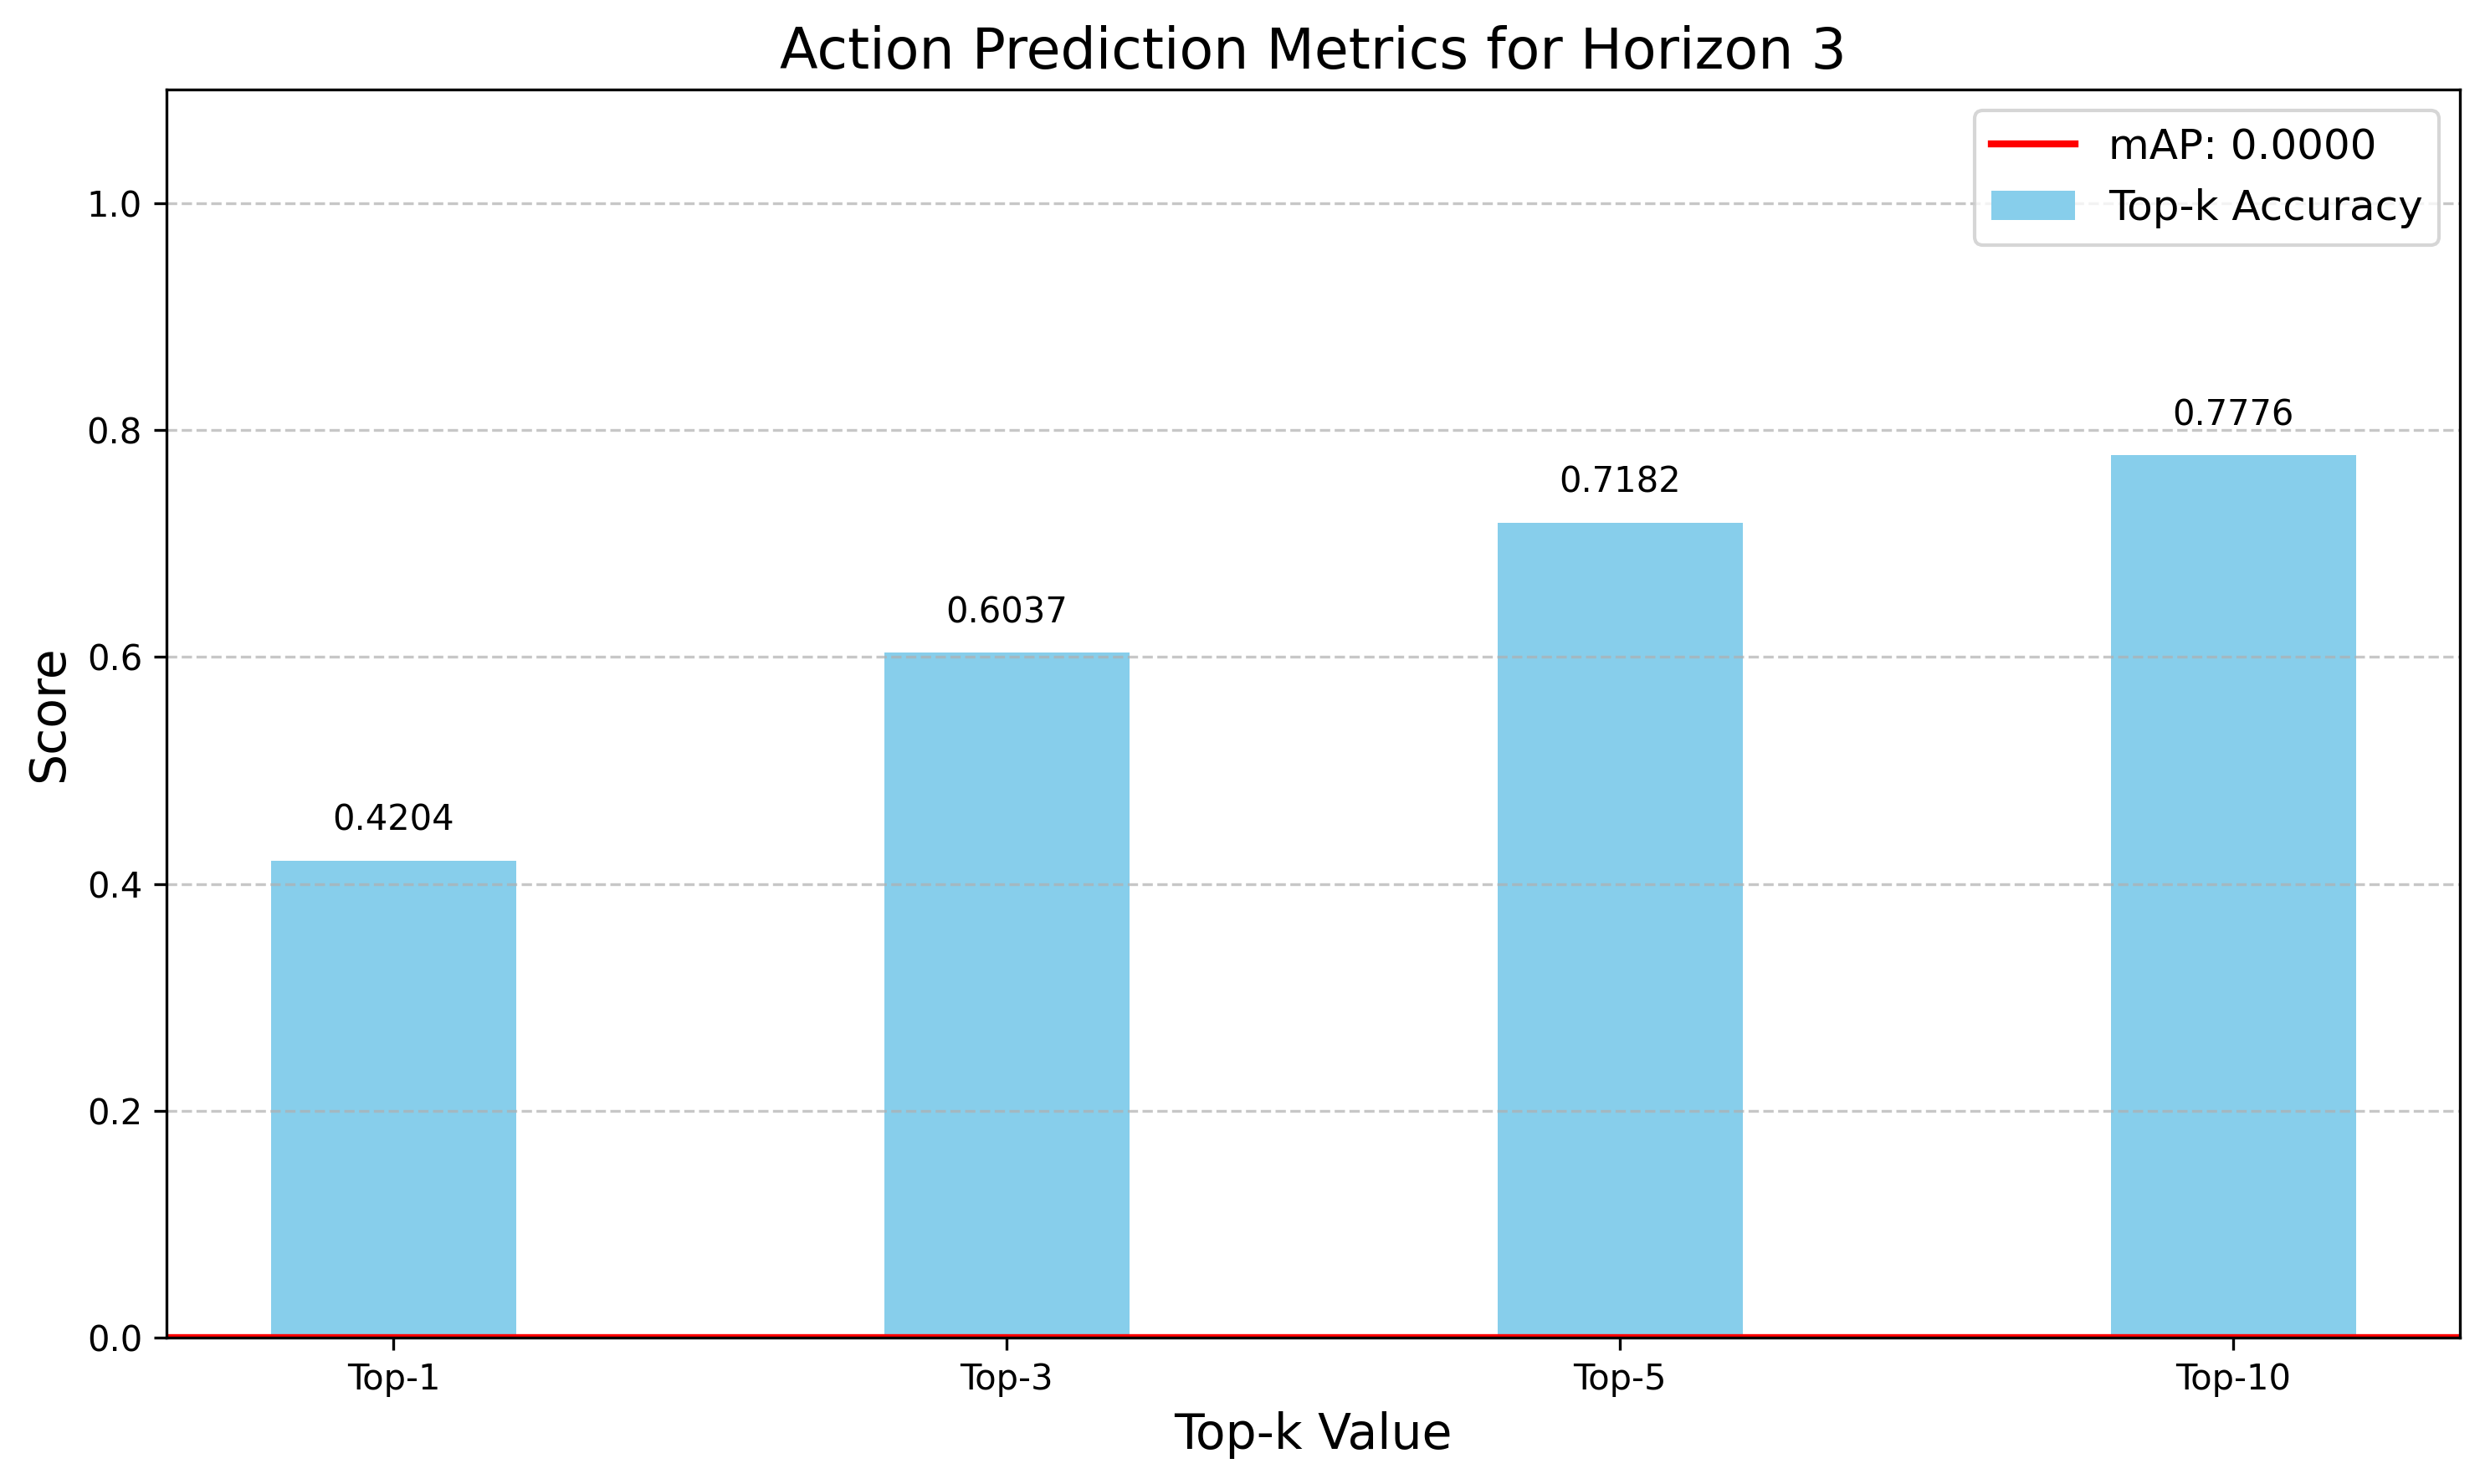 Action Prediction Metrics for Horizon 3
mAP: 0.0000
Top-k Accuracy
Score
1.0
0.8
0.6
0.4
0.2
0.0
0.4204
0.6037
0.7182
0.7776
Top-1
Top-3
Top-5
Top-10
Top-k Value